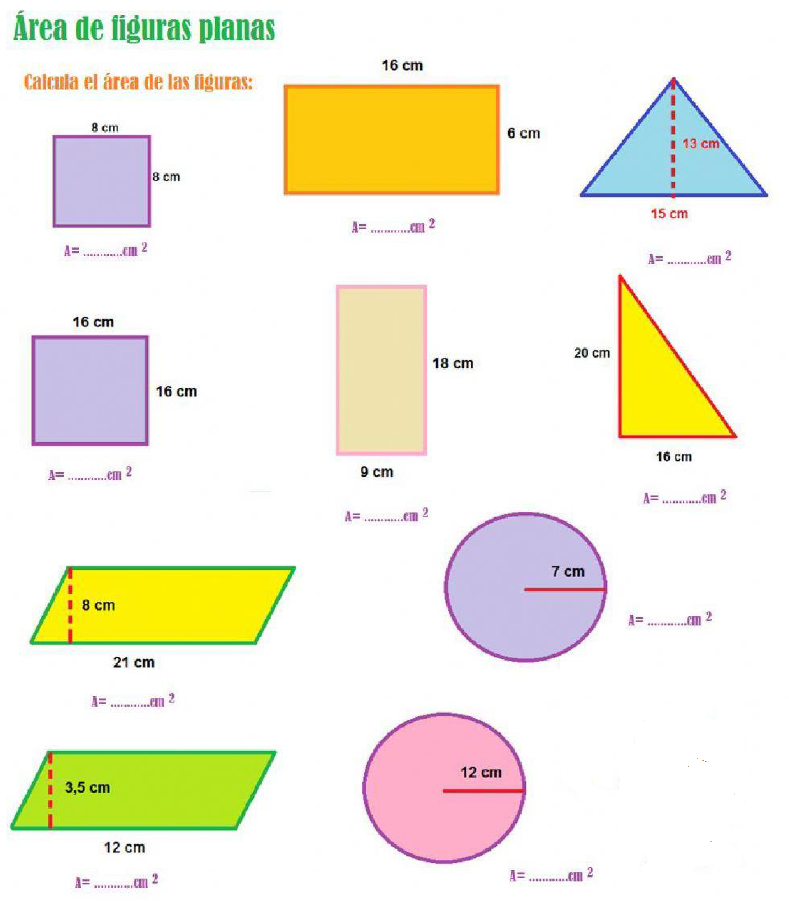 Área de figuras planas
Calcula el área de las figuras:
8 cm
8 cm
A= ............cm 2
16 cm
6 cm
A= ............cm 2
13 cm
15 cm
A= ............cm 2
16 cm
16 cm
A= ............cm 2
18 cm
9 cm
A= ............cm 2
20 cm
16 cm
A= ............cm 2
8 cm
21 cm
A= ............cm 2
7 cm
A= ............cm 2
3,5 cm
12 cm
A= ............cm 2
12 cm
A= ............cm 2